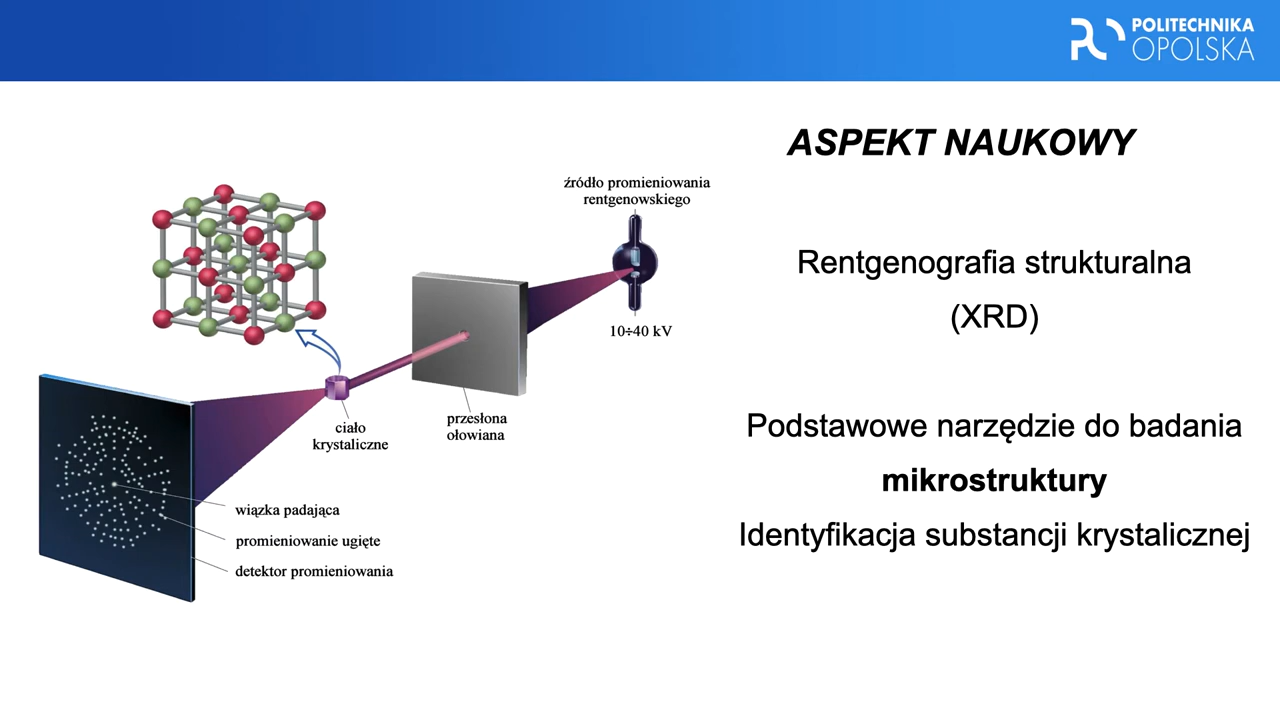 POLITECHNIKA
OPOLSKA
ASPEKT NAUKOWY
źródło promieniowania
rentgenowskiego
10÷40 kV
Rentgenografia strukturalna
(XRD)
przesłona
ołowiana
ciało
krystaliczne
Podstawowe narzędzie do badania
mikrostruktury
Identyfikacja substancji krystalicznej
wiązka padająca
promieniowanie ugięte
detektor promieniowania